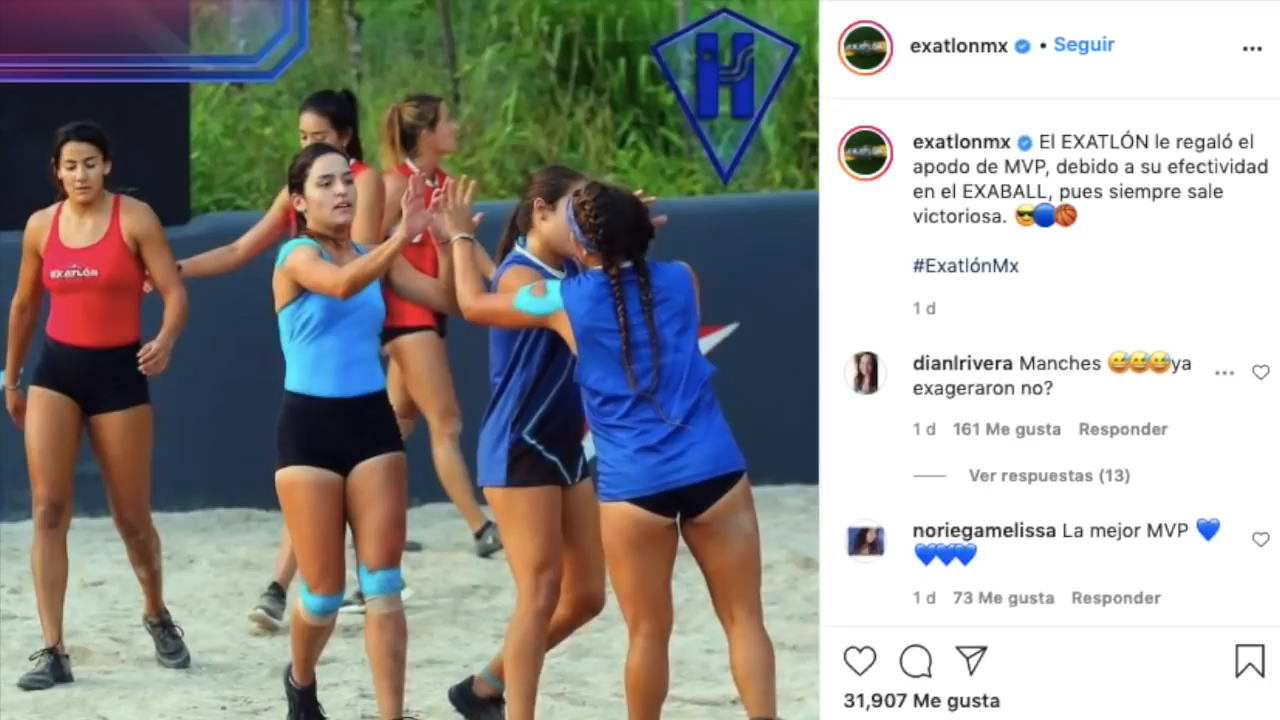 H
EXATLÓN
exatlonmx • Seguir
exatlonmx El EXATLÓN le regaló el
apodo de MVP, debido a su efectividad
en el EXABALL, pues siempre sale
victoriosa. 😎🔵🏀
#ExatlónMx
1 d
dianlrivera Manches 😅😅😅ya
exageraron no?
1 d 161 Me gusta Responder
Ver respuestas (13)
noriegamelissa La mejor MVP 💙
💙💙💙
1 d 73 Me gusta Responder
31,907 Me gusta